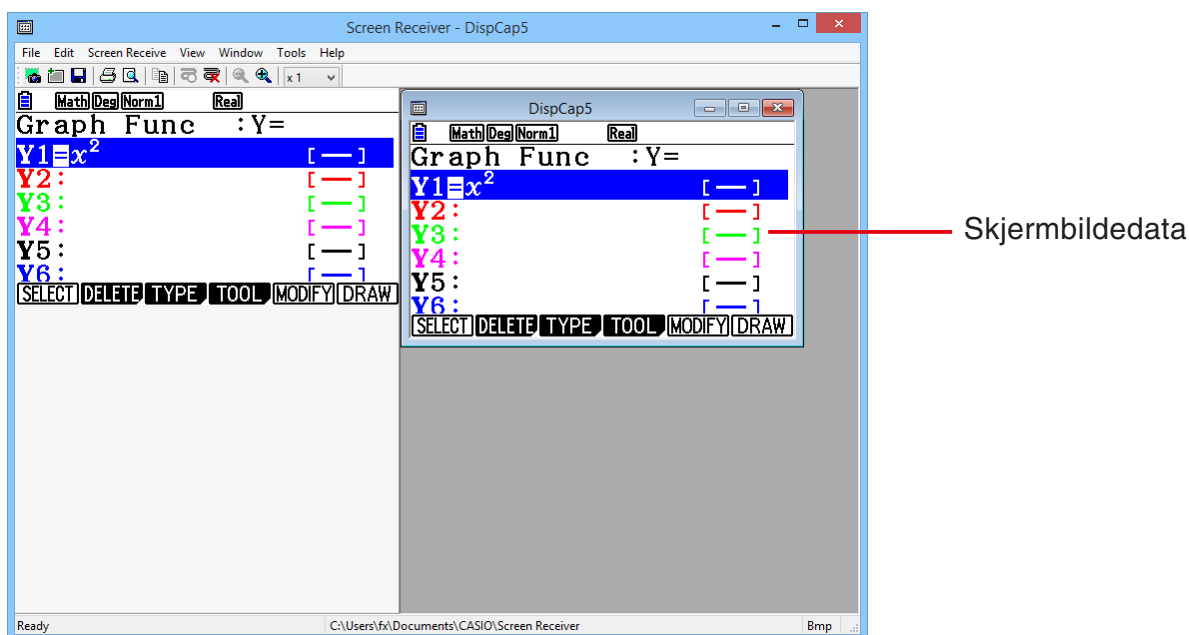 Screen Receiver - DispCap5
File Edit Screen Receive View Window Tools Help
x 1
Math Deg Norm1 Real
Graph Func :Y=
Y1=x²
[—]
Y2:
[—]
Y3:
[—]
Y4:
[—]
Y5:
[—]
Y6:
[—]
SELECT DELETE TYPE TOOL MODIFY DRAW
DispCap5
Math Deg Norm1 Real
Graph Func :Y=
Y1=x²
[—]
Y2:
[—]
Y3:
[—]
Y4:
[—]
Y5:
[—]
Y6:
[—]
SELECT DELETE TYPE TOOL MODIFY DRAW
Skjermbildedata
Ready
C:\Users\fx\Documents\CASIO\Screen Receiver
Bmp